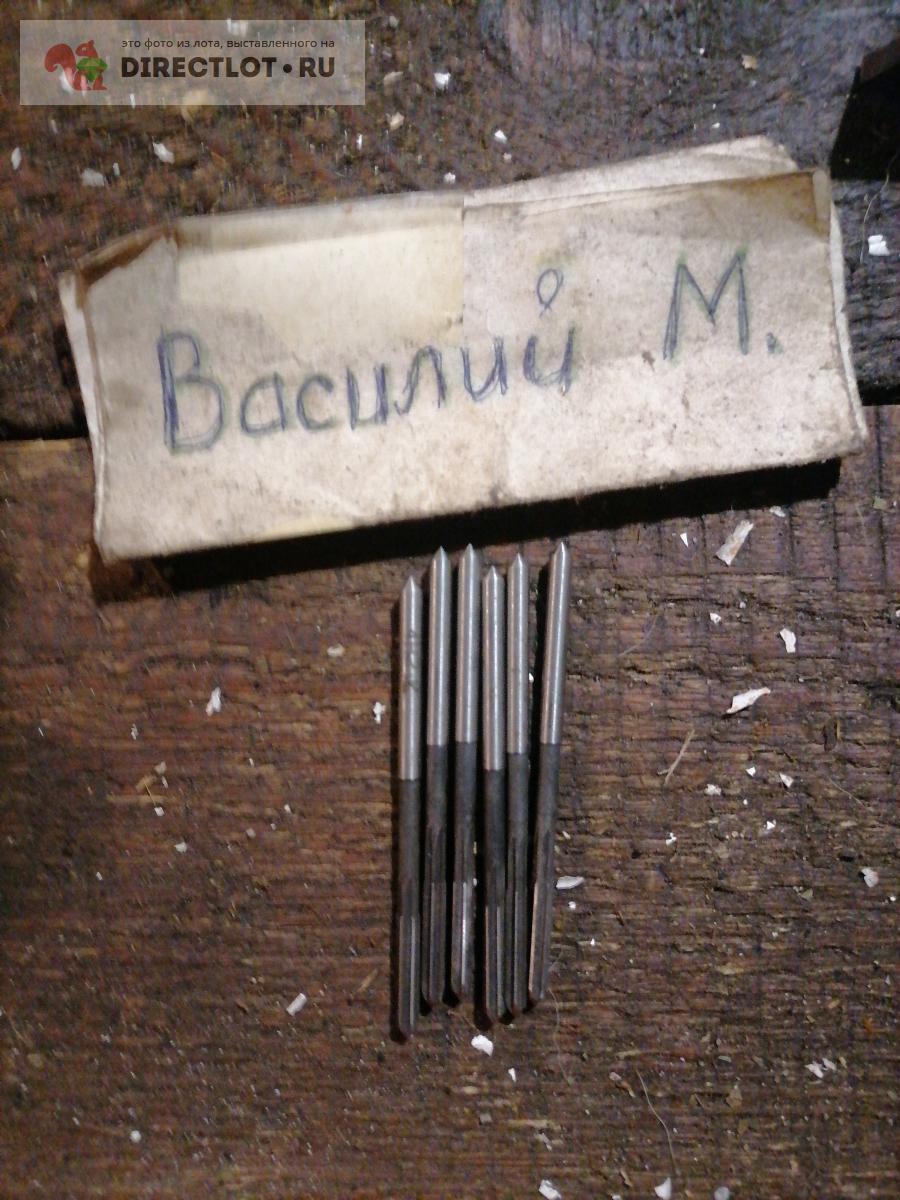 это фото из лота, выставленного на
DIRECTLOT•RU
Василий М.